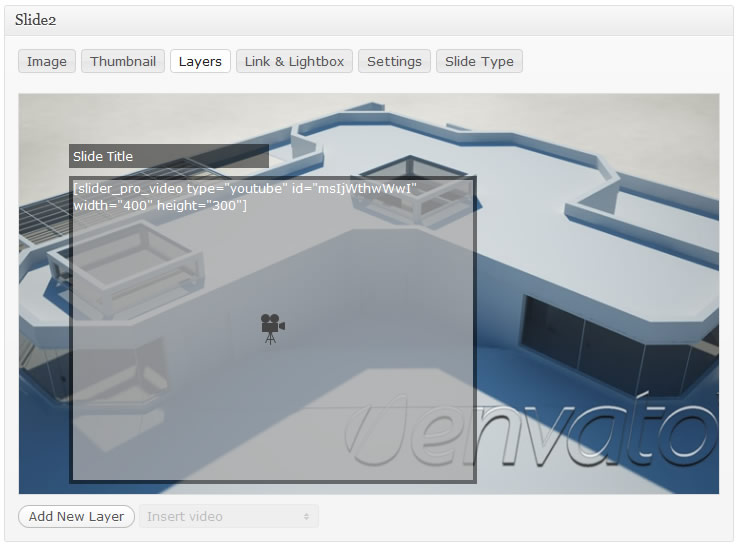 Slide2
Image Thumbnail Layers Link & Lightbox Settings Slide Type
Slide Title
[slider_pro_video type="youtube" id="msIjWthwWwI"
width="400" height="300"]
envato
Add New Layer Insert video